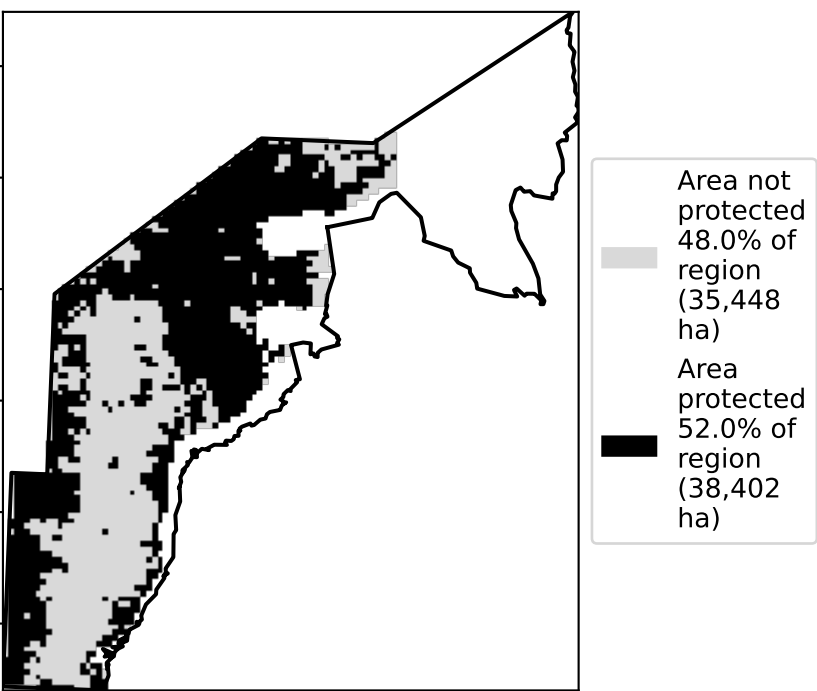 Area not
protected
48.0% of
region
(35,448
ha)
Area
protected
52.0% of
region
(38,402
ha)